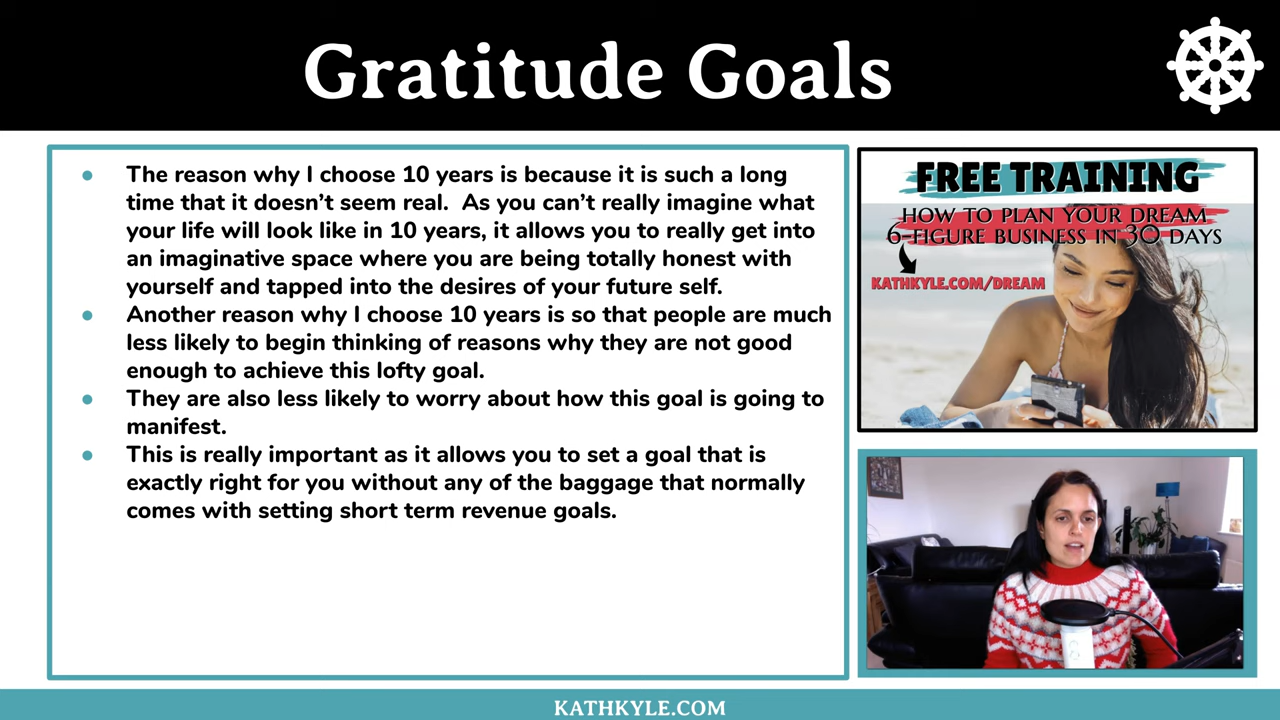 Gratitude Goals
The reason why I choose 10 years is because it is such a long
time that it doesn’t seem real.  As you can’t really imagine what
your life will look like in 10 years, it allows you to really get into
an imaginative space where you are being totally honest with
yourself and tapped into the desires of your future self.
Another reason why I choose 10 years is so that people are much
less likely to begin thinking of reasons why they are not good
enough to achieve this lofty goal.
They are also less likely to worry about how this goal is going to
manifest.
This is really important as it allows you to set a goal that is
exactly right for you without any of the baggage that normally
comes with setting short term revenue goals.
FREE TRAINING
HOW TO PLAN YOUR DREAM
6-FIGURE BUSINESS IN 30 DAYS
KATHKYLE.COM/DREAM
KATHKYLE.COM